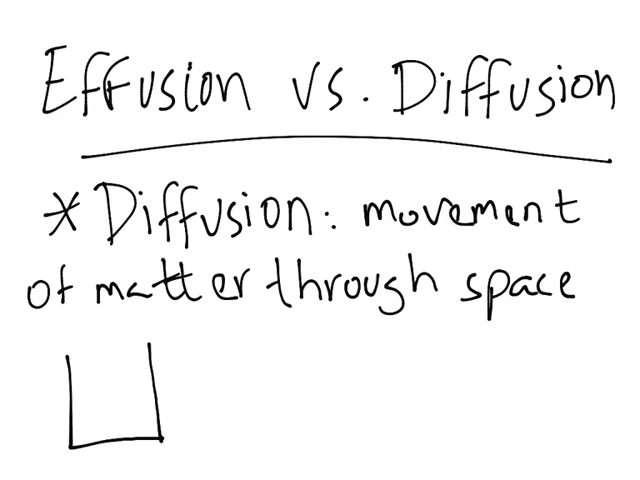 Effusion vs. Diffusion
* Diffusion: movement
of matter through space